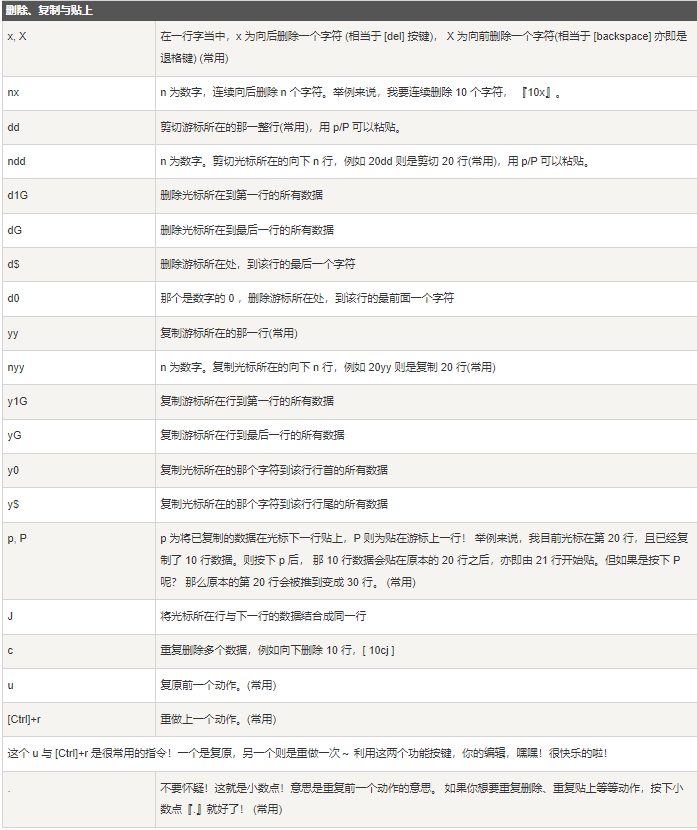 删除、复制与贴上
x, X
在一行字当中，x 为向后删除一个字符 (相当于 [del] 按键)， X 为向前删除一个字符(相当于 [backspace] 亦即是
退格键) (常用)
nx
n 为数字，连续向后删除 n 个字符。举例来说，我要连续删除 10 个字符， 『10x』。
dd
剪切游标所在的那一整行(常用)，用 p/P 可以粘贴。
ndd
n 为数字。剪切光标所在的向下 n 行，例如 20dd 则是剪切 20 行(常用)，用 p/P 可以粘贴。
d1G
删除光标所在到第一行的所有数据
dG
删除光标所在到最后一行的所有数据
d$
删除游标所在处，到该行的最后一个字符
d0
那个是数字的 0 ，删除游标所在处，到该行的最前面一个字符
yy
复制游标所在的那一行(常用)
nyy
n 为数字。复制光标所在的向下 n 行，例如 20yy 则是复制 20 行(常用)
y1G
复制游标所在行到第一行的所有数据
yG
复制游标所在行到最后一行的所有数据
y0
复制光标所在的那个字符到该行行首的所有数据
y$
复制光标所在的那个字符到该行行尾的所有数据
p, P
p 为将已复制的数据在光标下一行贴上，P 则为贴在游标上一行！ 举例来说，我目前光标在第 20 行，且已经复
制了 10 行数据。则按下 p 后， 那 10 行数据会贴在原本的 20 行之后，亦即由 21 行开始贴。但如果是按下 P
呢？ 那么原本的第 20 行会被推到变成 30 行。 (常用)
J
将光标所在行与下一行的数据结合成同一行
c
重复删除多个数据，例如向下删除 10 行，[ 10cj ]
u
复原前一个动作。(常用)
[Ctrl]+r
重做上一个动作。(常用)
这个 u 与 [Ctrl]+r 是很常用的指令！一个是复原，另一个则是重做一次～ 利用这两个功能按键，你的编辑，嘿嘿！很快乐的啦！
.
不要怀疑！这就是小数点！意思是重复前一个动作的意思。 如果你想要重复删除、重复贴上等等动作，按下小
数点『.』就好了！ (常用)